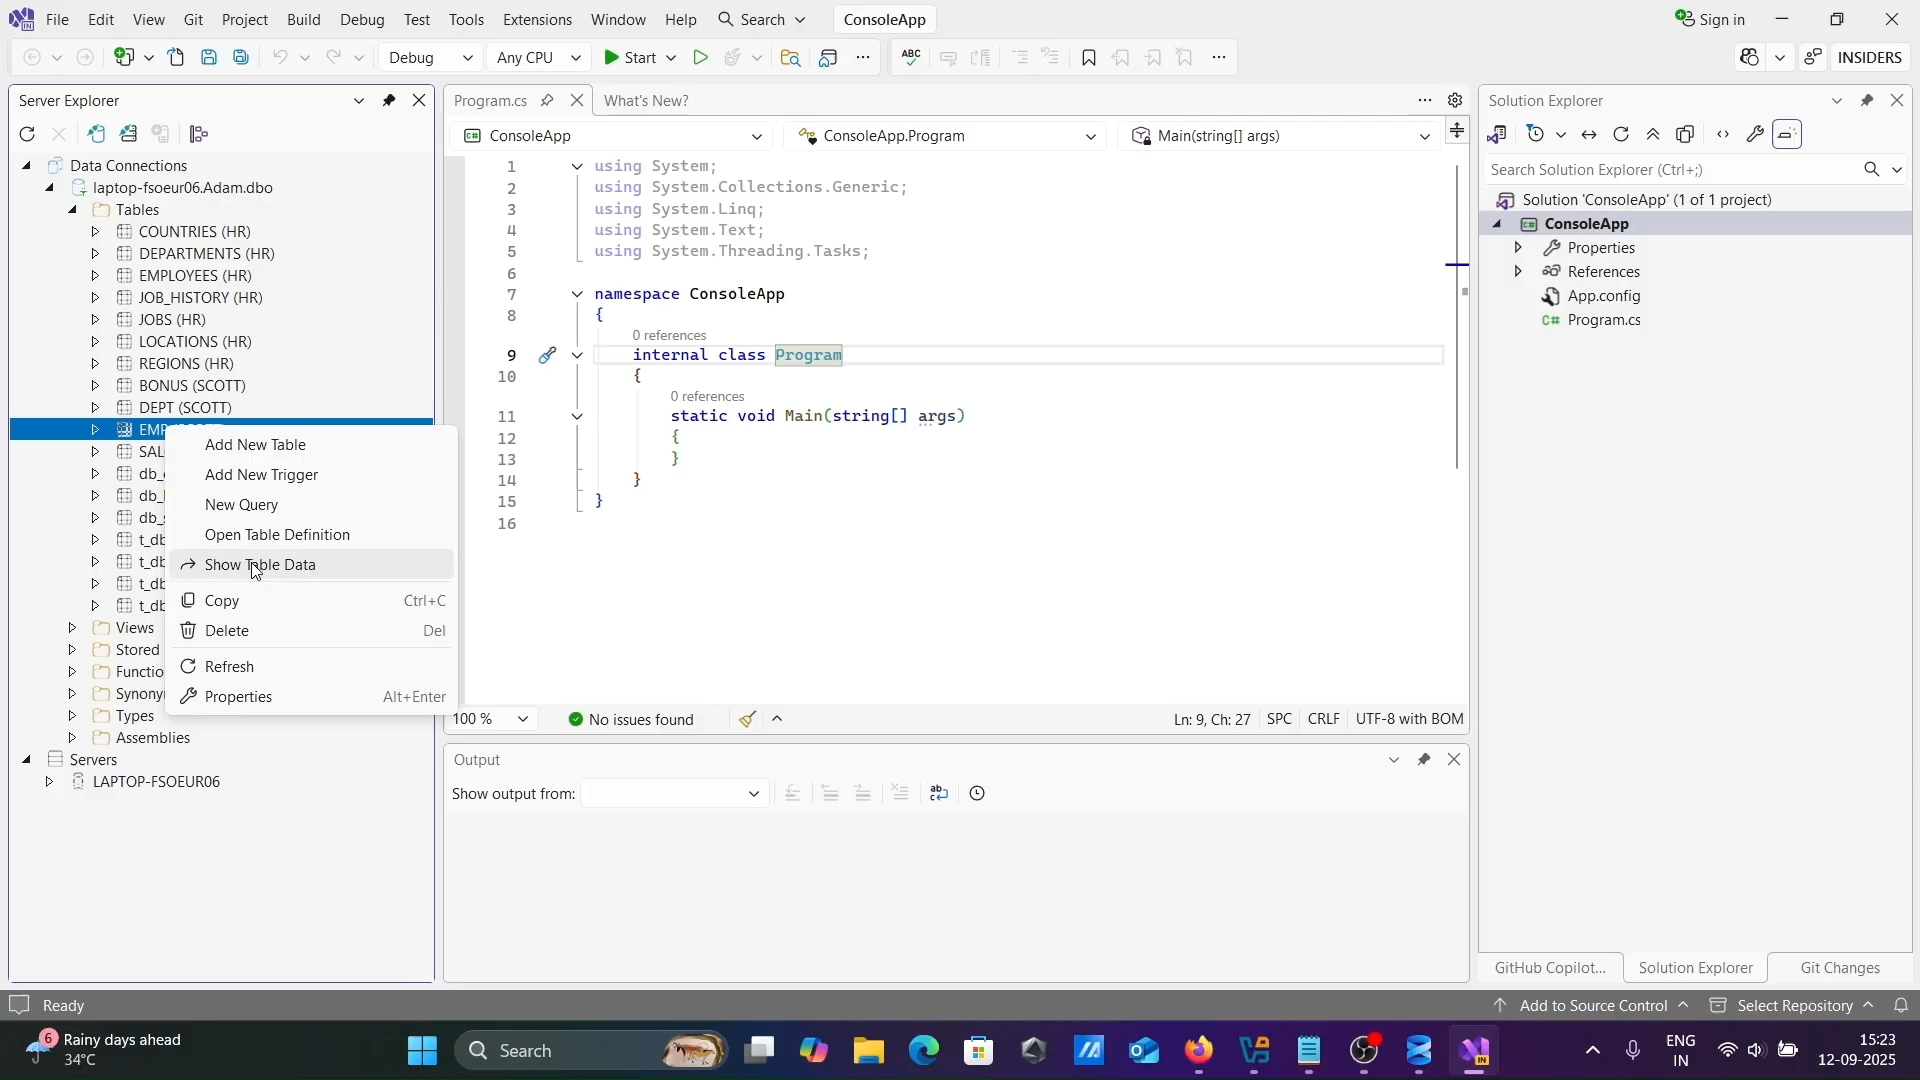 File Edit View Git Project Build Debug Test Tools Extensions Window Help Search ConsoleApp Sign in
Debug Any CPU Start ABC INSIDERS
Server Explorer
Data Connections
laptop-fsoeur06.Adam.dbo
Tables
COUNTRIES (HR)
DEPARTMENTS (HR)
EMPLOYEES (HR)
JOB_HISTORY (HR)
JOBS (HR)
LOCATIONS (HR)
REGIONS (HR)
BONUS (SCOTT)
DEPT (SCOTT)
Views
Stored
Types
Assemblies
Servers
LAPTOP-FSOEUR06
Add New Table
Add New Trigger
New Query
Open Table Definition
Show Table Data
Copy Ctrl+C
Delete Del
Refresh
Properties Alt+Enter
Program.cs What's New?
ConsoleApp ConsoleApp.Program Main(string[] args)
1 using System;
2 using System.Collections.Generic;
3 using System.Linq;
4 using System.Text;
5 using System.Threading.Tasks;
6
7 namespace ConsoleApp
8 {
0 references
9 internal class Program
10 {
0 references
11 static void Main(string[] args)
12 {
13 }
14 }
15 }
16
100 % No issues found Ln: 9, Ch: 27 SPC CRLF UTF-8 with BOM
Output
Show output from:
Solution Explorer
Search Solution Explorer (Ctrl+;)
Solution 'ConsoleApp' (1 of 1 project)
ConsoleApp
Properties
References
App.config
C# Program.cs
GitHub Copilot... Solution Explorer Git Changes
Ready Add to Source Control Select Repository
6 Rainy days ahead
34°C
Search
ENG
IN
15:23
12-09-2025